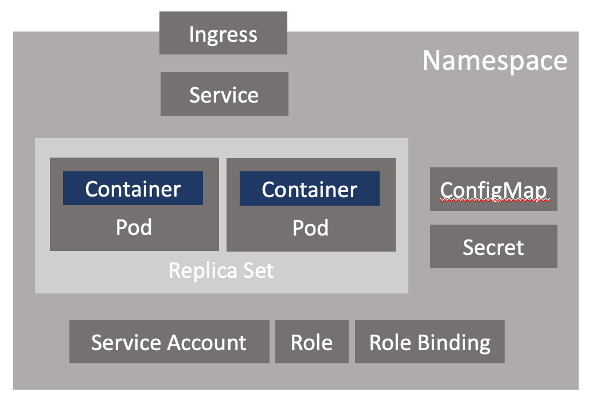 Ingress
Namespace
Service
Container
Container
Pod
Pod
Replica Set
ConfigMap
Secret
Service Account
Role
Role Binding